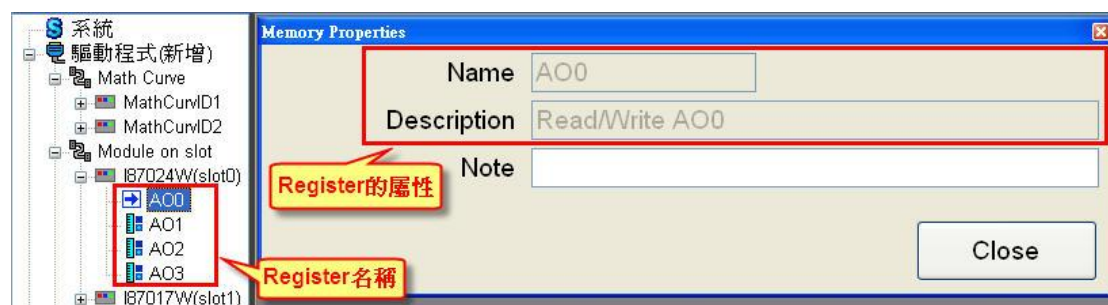 系統
驅動程式(新增)
Math Curve
MathCurvID1
MathCurvID2
Module on slot
I87024W(slot0)
AO0
AO1
AO2
AO3
I87017W(slot1)
Register名稱
Memory Properties
Name AO0
Description Read/Write AO0
Note
Register的屬性
Close